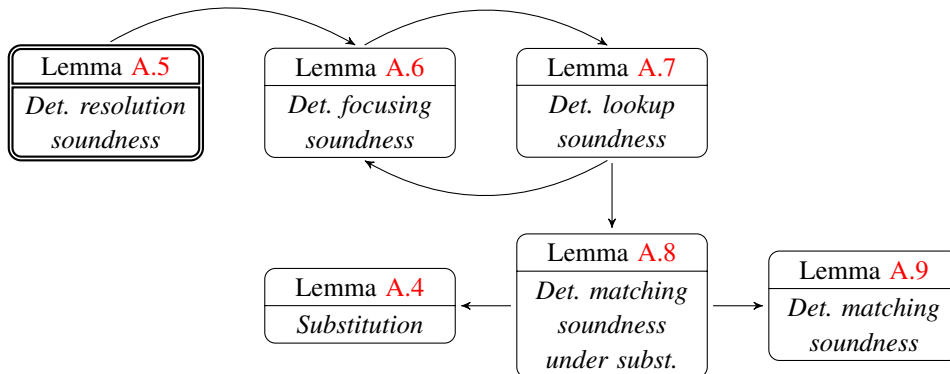 Lemma A.5
Det. resolution
soundness
Lemma A.6
Det. focusing
soundness
Lemma A.7
Det. lookup
soundness
Lemma A.4
Substitution
Lemma A.8
Det. matching
soundness
under subst.
Lemma A.9
Det. matching
soundness